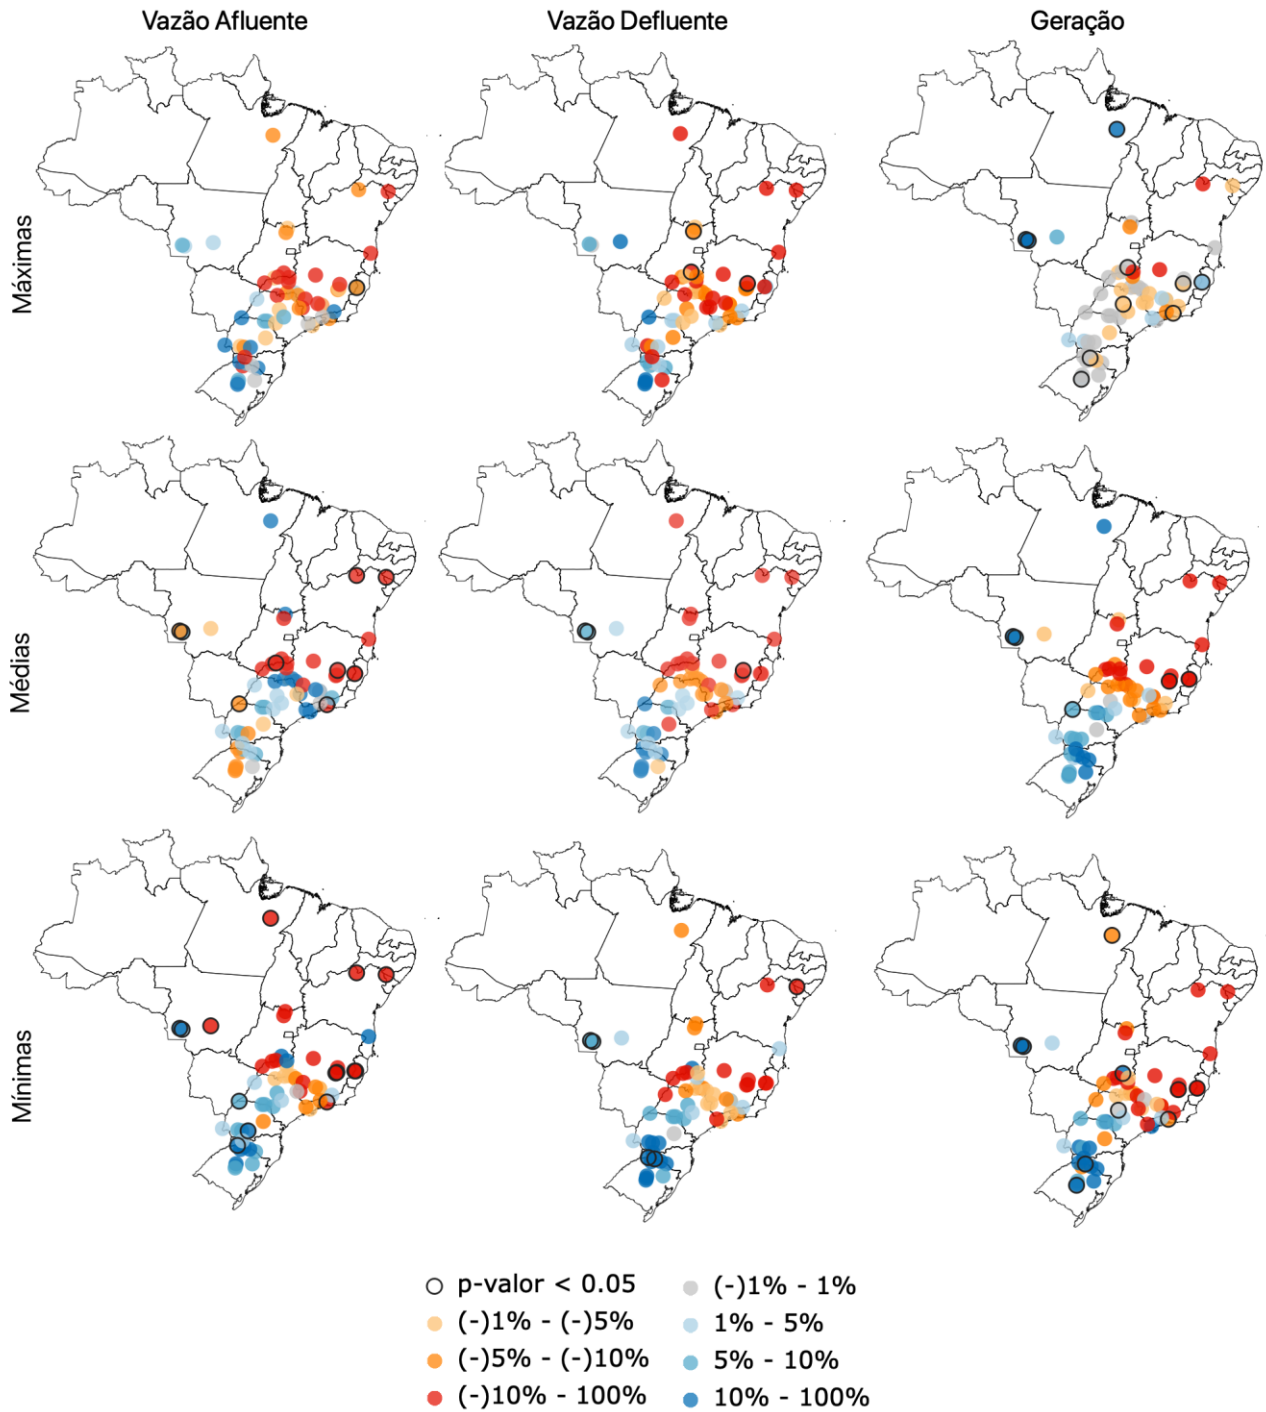 Vazão Afluente
Vazão Defluente
Geração
Máximas
Médias
Mínimas
p-valor < 0.05
(-)1% - (-)5%
(-)5% - (-)10%
(-)10% - 100%
(-)1% - 1%
1% - 5%
5% - 10%
10% - 100%